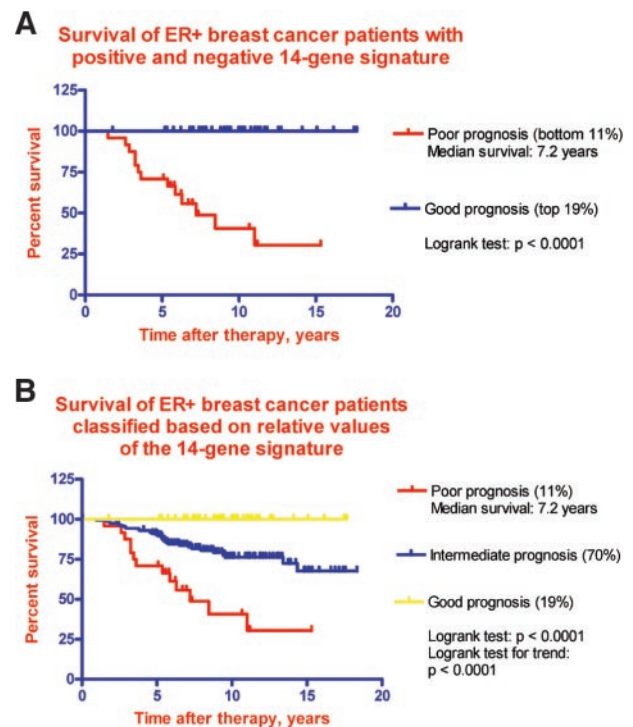 A
Survival of ER+ breast cancer patients with
positive and negative 14-gene signature
125
100
75
50
25
0
Percent survival
0 5 10 15 20
Time after therapy, years
Poor prognosis (bottom 11%)
Median survival: 7.2 years
Good prognosis (top 19%)
Logrank test: p < 0.0001
B
Survival of ER+ breast cancer patients
classified based on relative values
of the 14-gene signature
125
100
75
50
25
0
Percent survival
0 5 10 15 20
Time after therapy, years
Poor prognosis (11%)
Median survival: 7.2 years
Intermediate prognosis (70%)
Good prognosis (19%)
Logrank test: p < 0.0001
Logrank test for trend:
p < 0.0001